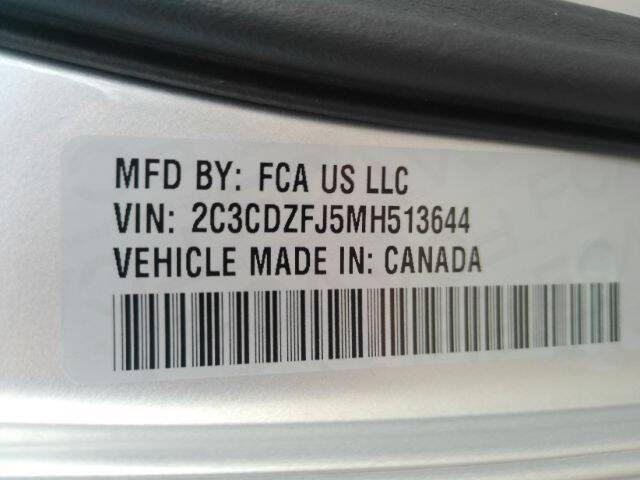 MFD BY: FCA US LLC
VIN: 2C3CDZFJ5MH513644
VEHICLE MADE IN: CANADA